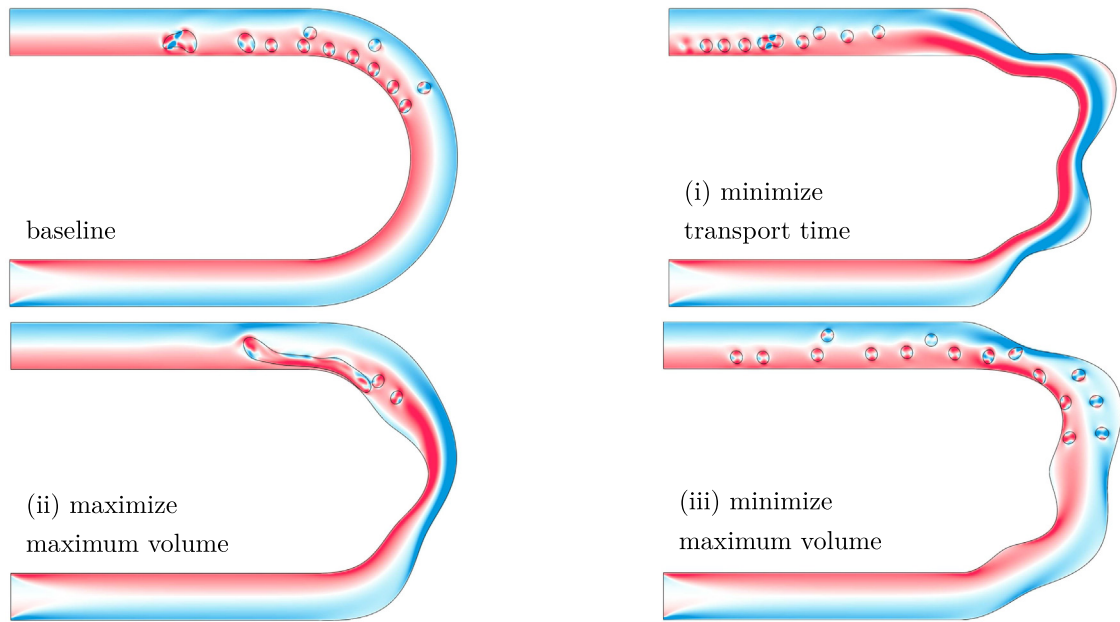 baseline
(i) minimize
transport time
(ii) maximize
maximum volume
(iii) minimize
maximum volume